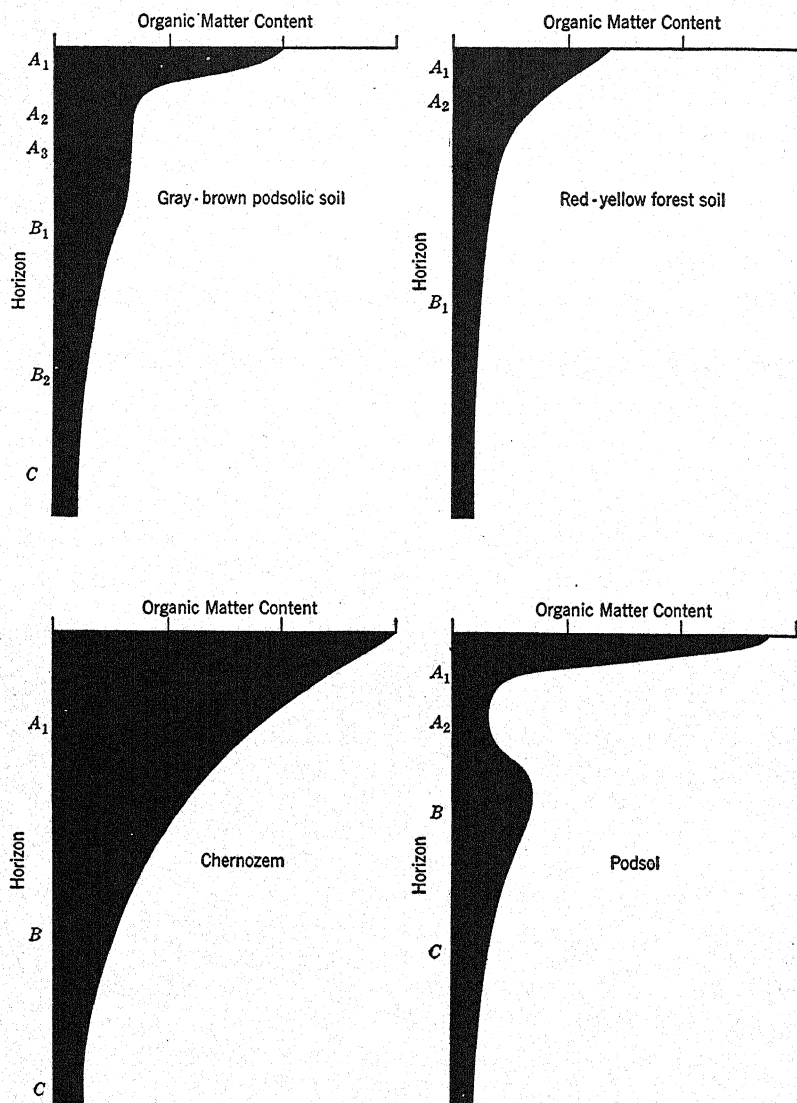 Organic Matter Content
A1
A2
A3
B1
B2
C
Horizon
Gray-brown podsolic soil
Organic Matter Content
A1
A2
B1
Horizon
Red-yellow forest soil
Organic Matter Content
A1
B
C
Horizon
Chernozem
Organic Matter Content
A1
A2
B
C
Horizon
Podsol